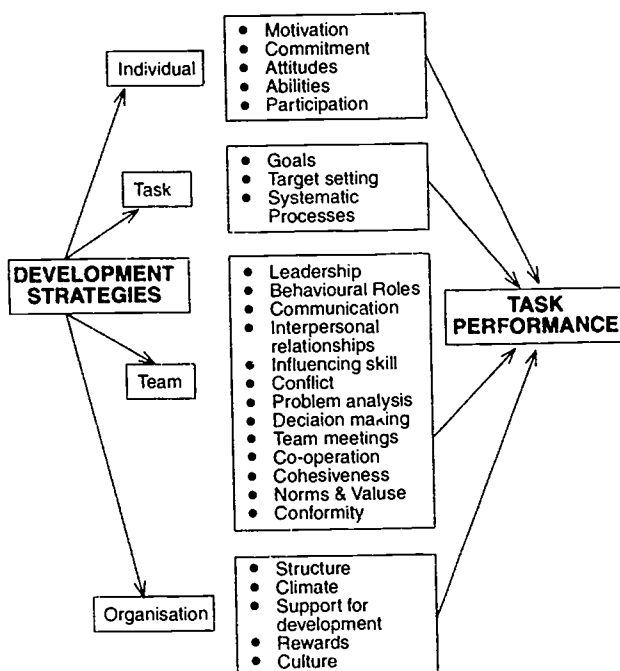 Individual
• Motivation
• Commitment
• Attitudes
• Abilities
• Participation
Task
• Goals
• Target setting
• Systematic
Processes
DEVELOPMENT
STRATEGIES
Team
• Leadership
• Behavioural Roles
• Communication
• Interpersonal
relationships
• Influencing skill
• Conflict
• Problem analysis
• Decision making
• Team meetings
• Co-operation
• Cohesiveness
• Norms & Valuse
• Conformity
TASK
PERFORMANCE
Organisation
• Structure
• Climate
• Support for
development
• Rewards
• Culture